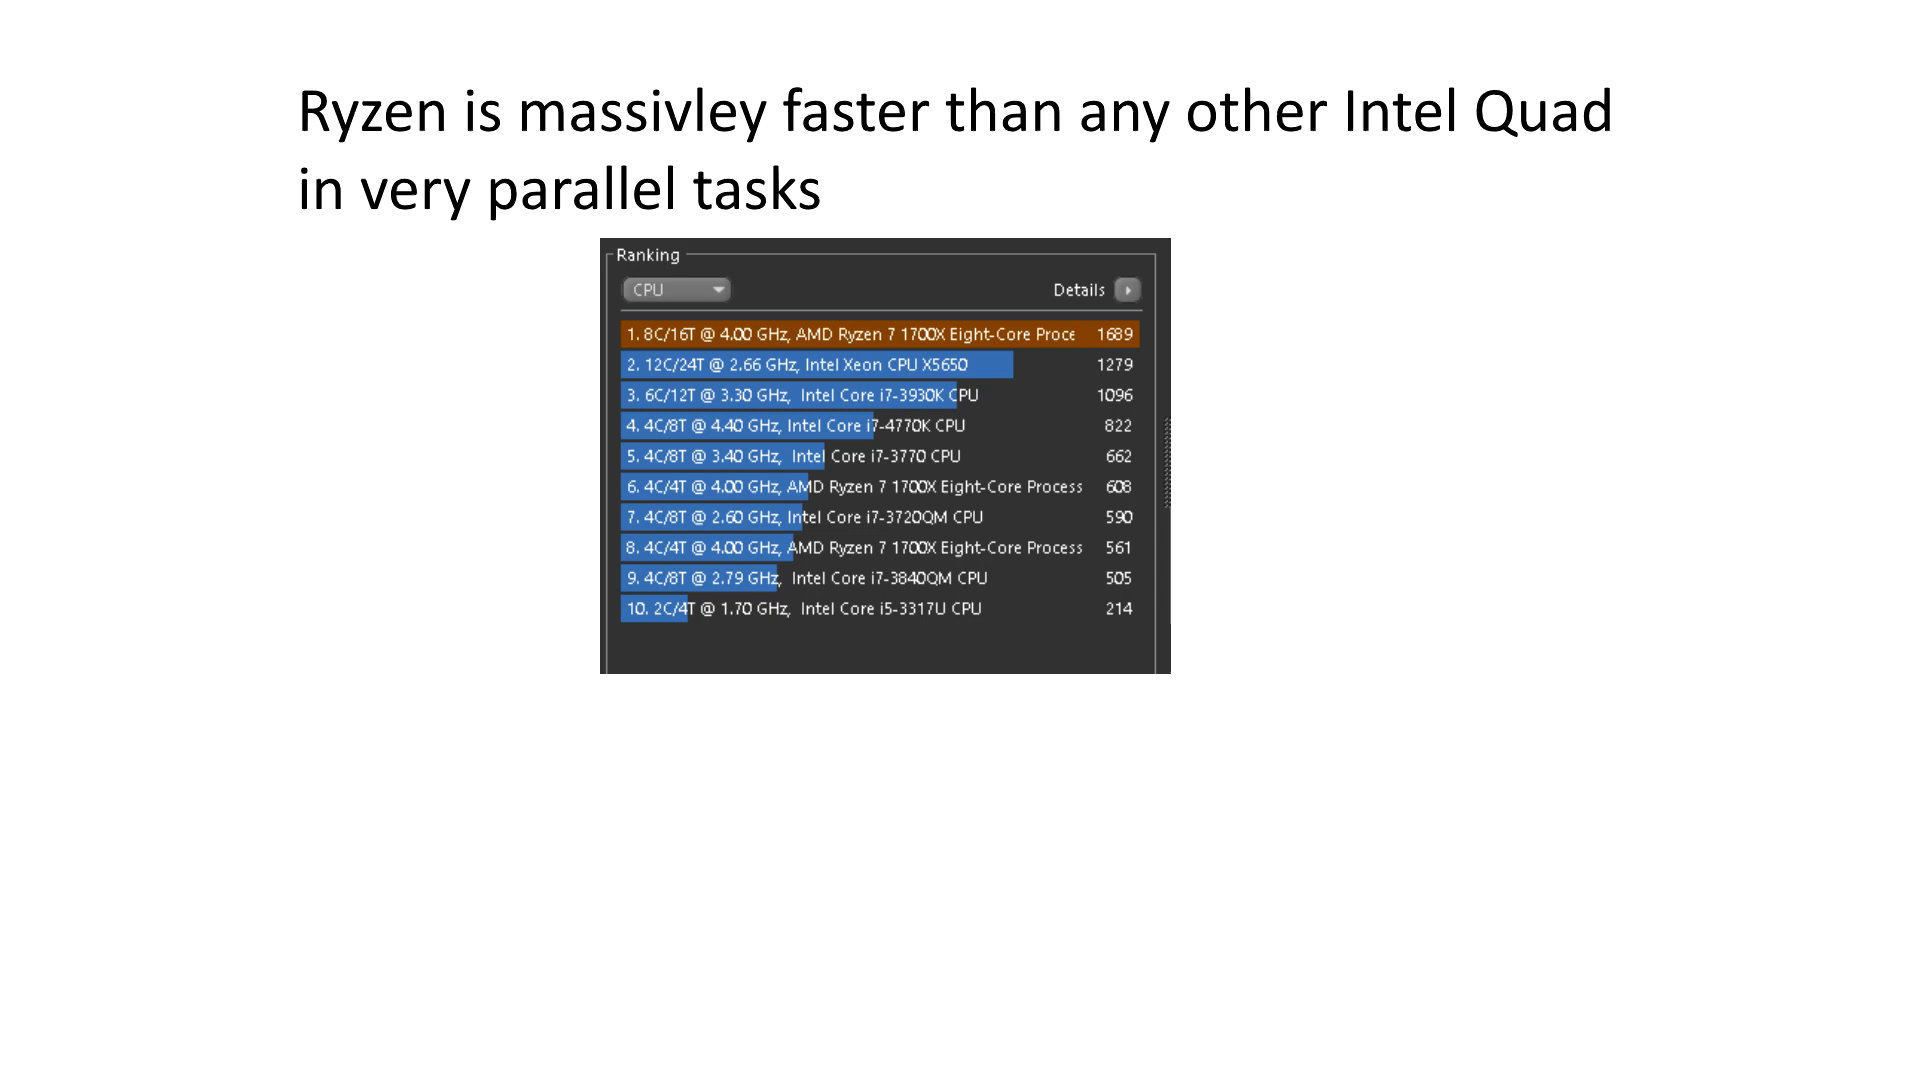 Ryzen is massivley faster than any other Intel Quad
in very parallel tasks
Ranking
CPU
Details
1. 8C/16T @ 4.00 GHz, AMD Ryzen 7 1700X Eight-Core Proce 1689
2. 12C/24T @ 2.66 GHz, Intel Xeon CPU X5650 1279
3. 6C/12T @ 3.30 GHz, Intel Core i7-3930K CPU 1096
4. 4C/8T @ 4.40 GHz, Intel Core i7-4770K CPU 822
5. 4C/8T @ 3.40 GHz, Intel Core i7-3770 CPU 662
6. 4C/4T @ 4.00 GHz, AMD Ryzen 7 1700X Eight-Core Process 608
7. 4C/8T @ 2.60 GHz, Intel Core i7-3720QM CPU 590
8. 4C/4T @ 4.00 GHz, AMD Ryzen 7 1700X Eight-Core Process 561
9. 4C/8T @ 2.79 GHz, Intel Core i7-3840QM CPU 505
10. 2C/4T @ 1.70 GHz, Intel Core i5-3317U CPU 214